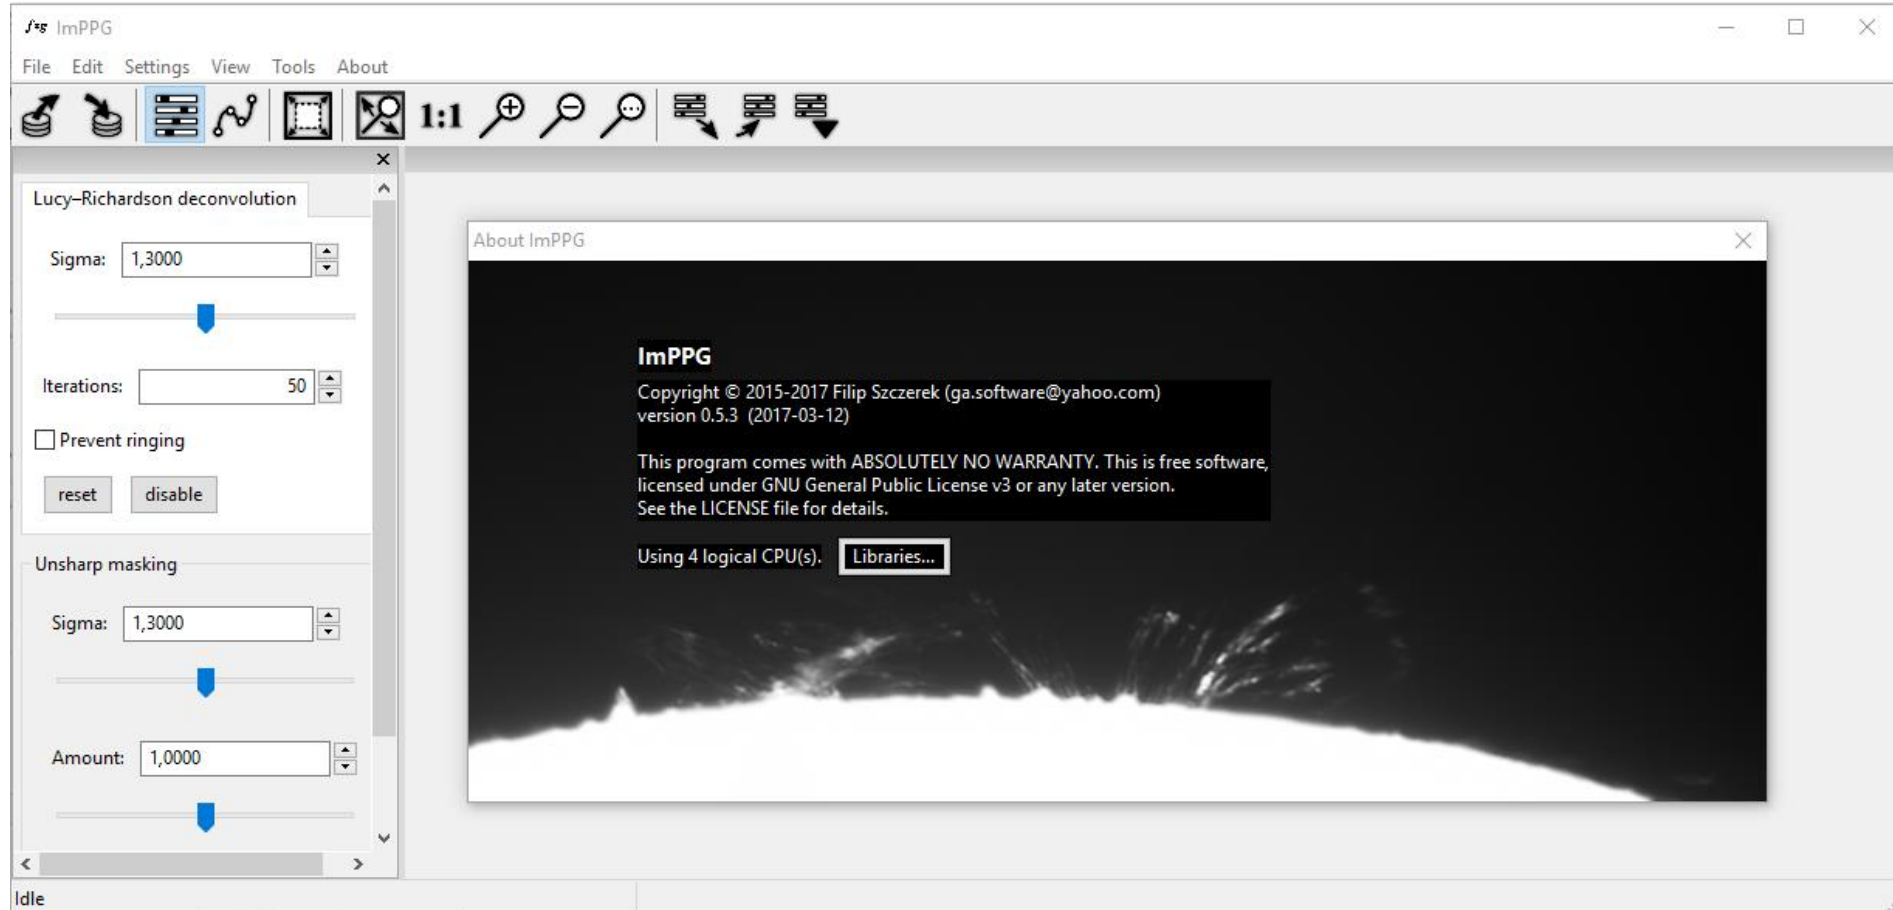 ImPPG
File Edit Settings View Tools About
1:1
Lucy–Richardson deconvolution
Sigma: 1,3000
Iterations: 50
Prevent ringing
reset disable
Unsharp masking
Sigma: 1,3000
Amount: 1,0000
Idle
About ImPPG
ImPPG
Copyright © 2015-2017 Filip Szczerek (ga.software@yahoo.com)
version 0.5.3 (2017-03-12)
This program comes with ABSOLUTELY NO WARRANTY. This is free software,
licensed under GNU General Public License v3 or any later version.
See the LICENSE file for details.
Using 4 logical CPU(s). Libraries...